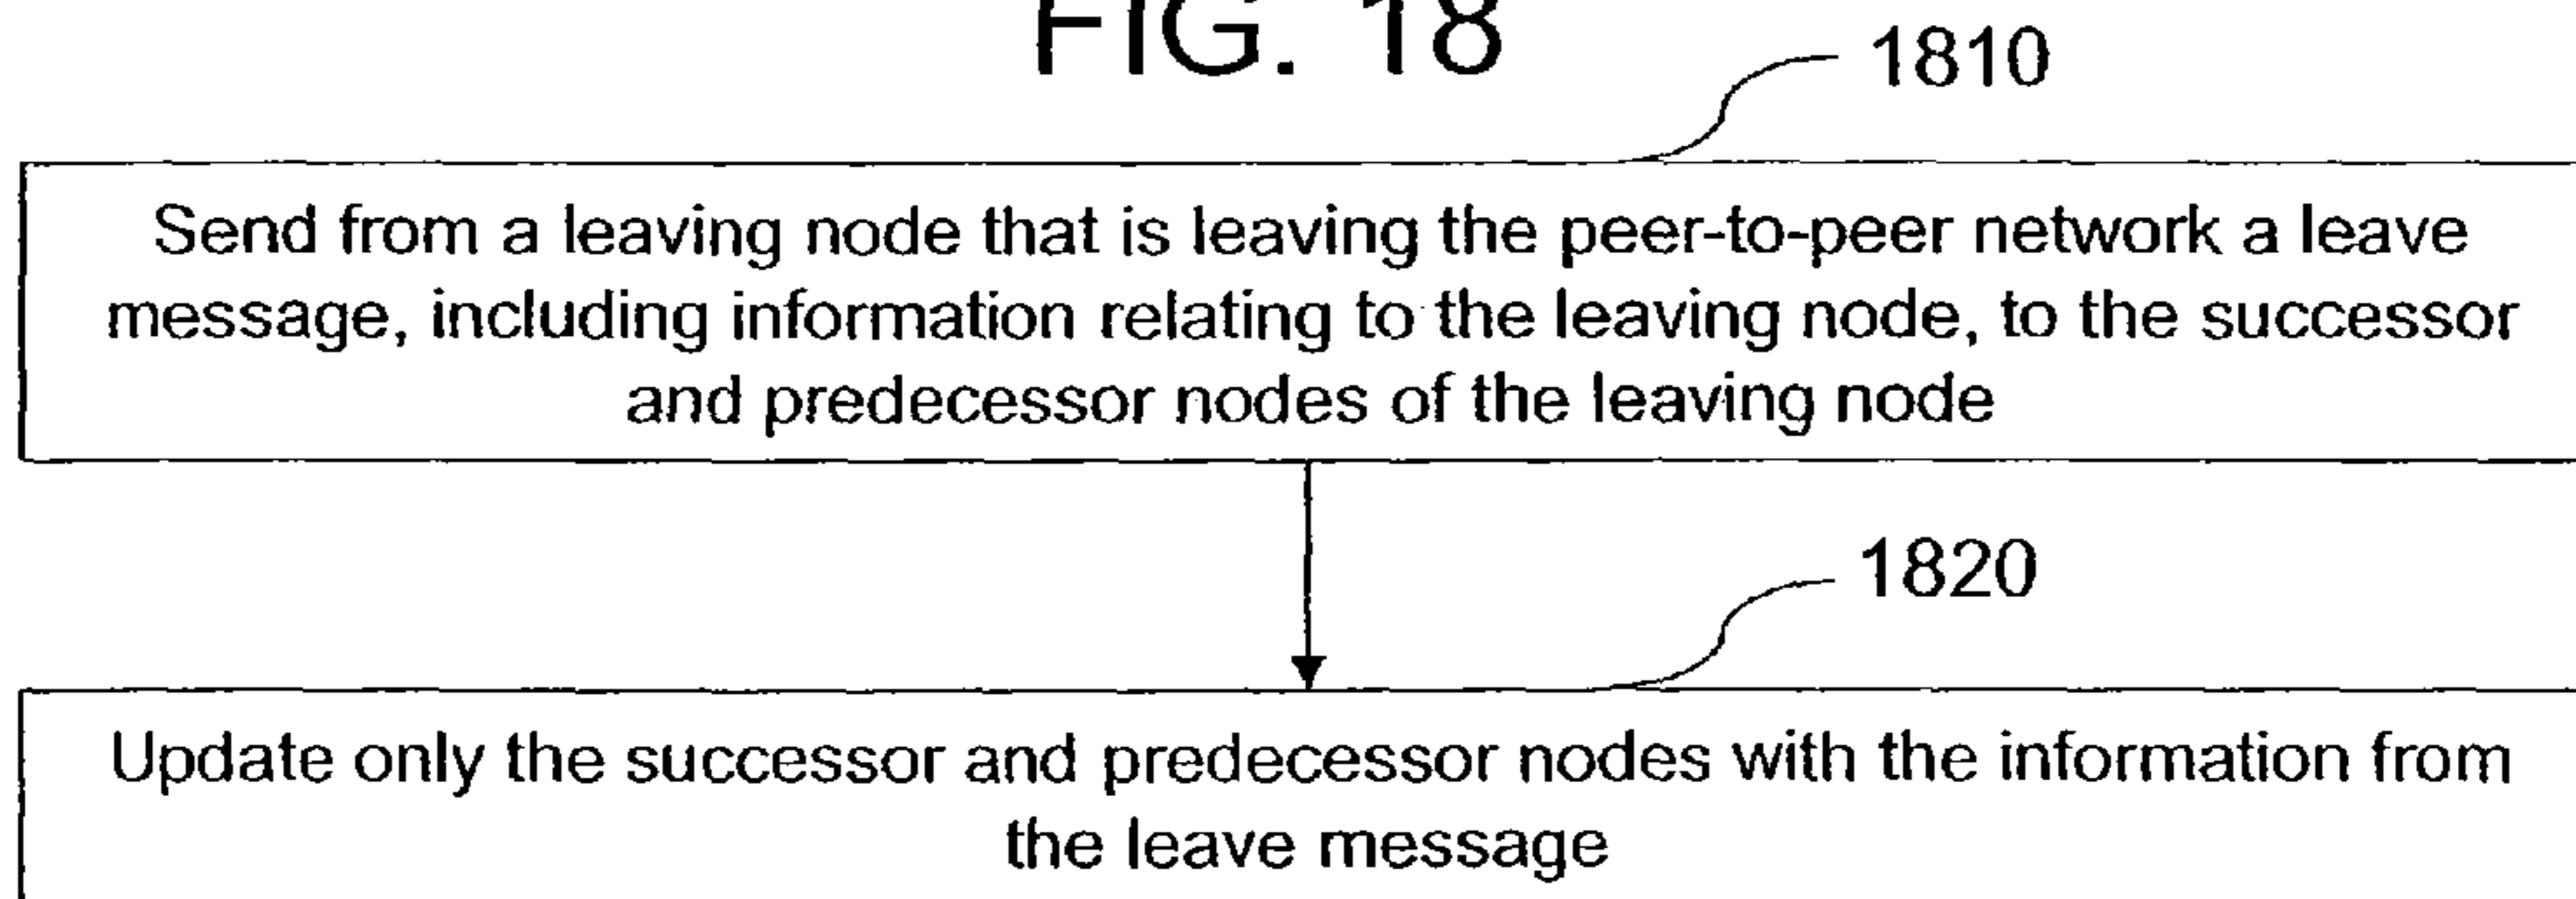 FIG. 18
1810
Send from a leaving node that is leaving the peer-to-peer network a leave
message, including information relating to the leaving node, to the successor
and predecessor nodes of the leaving node
1820
Update only the successor and predecessor nodes with the information from
the leave message